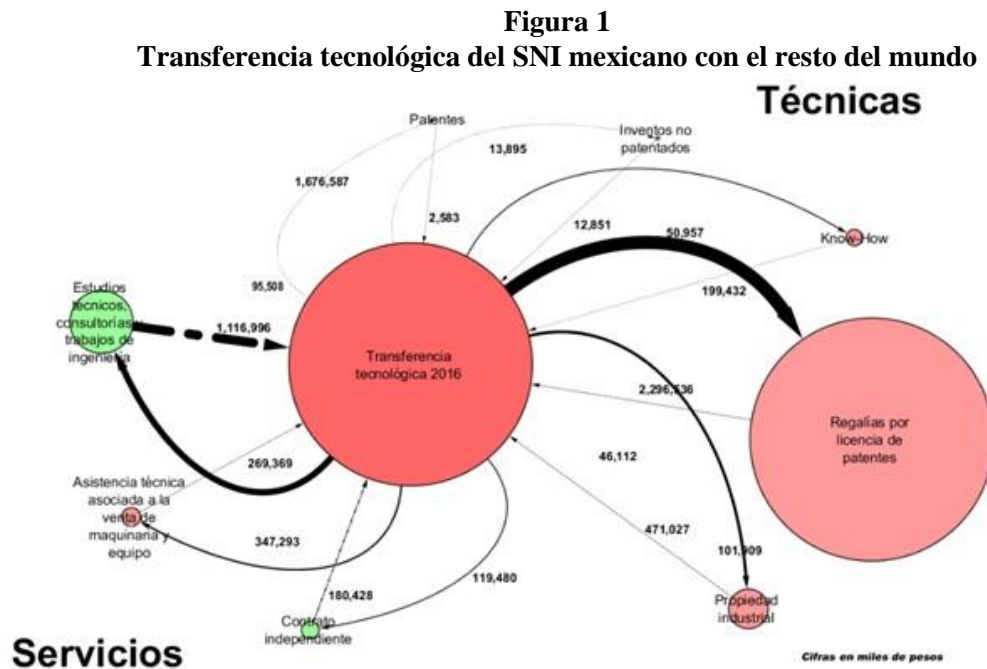 Figura 1
Transferencia tecnológica del SNI mexicano con el resto del mundo
Técnicas
Patentes
Inventos no
patentados
13,895
1,676,587
2,583
12,851
50,957
Know-How
199,432
95,508
Estudios
técnicos,
consultorías y
trabajos de
ingeniería
1,116,996
Transferencia
tecnológica 2016
2,296,536
Regalías por
licencia de
patentes
46,112
269,369
Asistencia técnica
asociada a la
venta de
maquinaria y
equipo
347,293
471,027
101,909
119,480
180,428
Contrato
independiente
Propiedad
industrial
Servicios
Cifras en miles de pesos